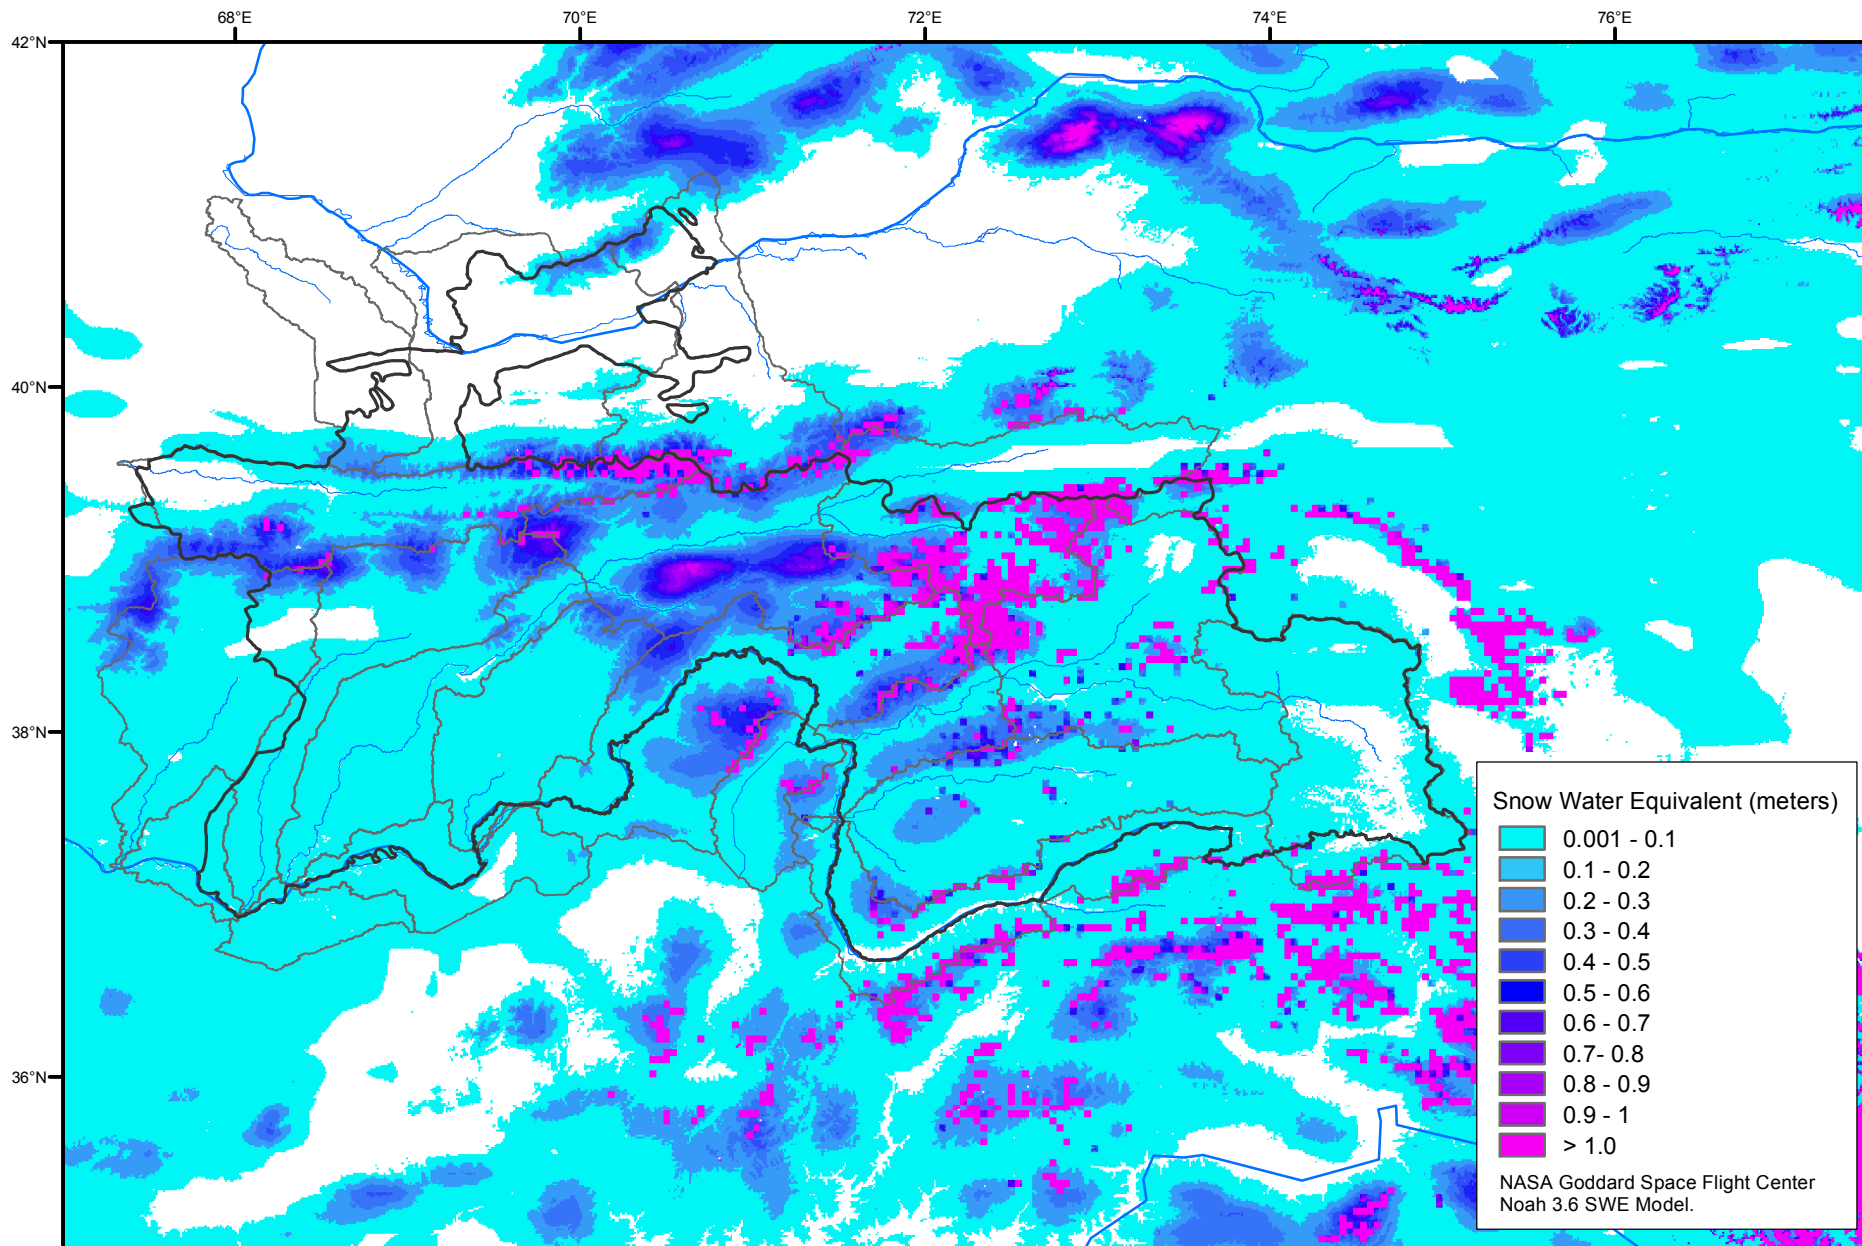 68°E 70°E 72°E 74°E 76°E
42°N
40°N
38°N
36°N
Snow Water Equivalent (meters)
0.001 - 0.1
0.1 - 0.2
0.2 - 0.3
0.3 - 0.4
0.4 - 0.5
0.5 - 0.6
0.6 - 0.7
0.7- 0.8
0.8 - 0.9
0.9 - 1
> 1.0
NASA Goddard Space Flight Center
Noah 3.6 SWE Model.